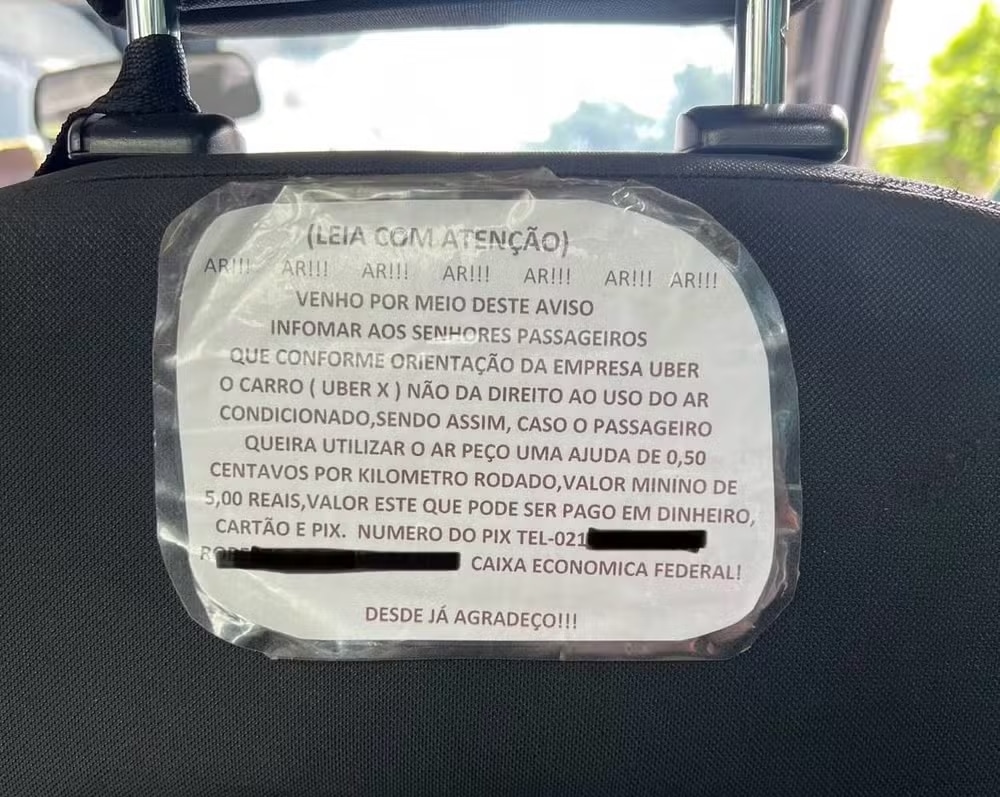 (LEIA COM ATENÇÃO)
AR!!! AR!!! AR!!! AR!!! AR!!! AR!!! AR!!!
VENHO POR MEIO DESTE AVISO
INFOMAR AOS SENHORES PASSAGEIROS
QUE CONFORME ORIENTAÇÃO DA EMPRESA UBER
O CARRO ( UBER X ) NÃO DA DIREITO AO USO DO AR
CONDICIONADO,SENDO ASSIM, CASO O PASSAGEIRO
QUEIRA UTILIZAR O AR PEÇO UMA AJUDA DE 0,50
CENTAVOS POR KILOMETRO RODADO,VALOR MININO DE
5,00 REAIS,VALOR ESTE QUE PODE SER PAGO EM DINHEIRO,
CARTÃO E PIX. NUMERO DO PIX TEL-021
CAIXA ECONOMICA FEDERAL!
DESDE JÁ AGRADEÇO!!!